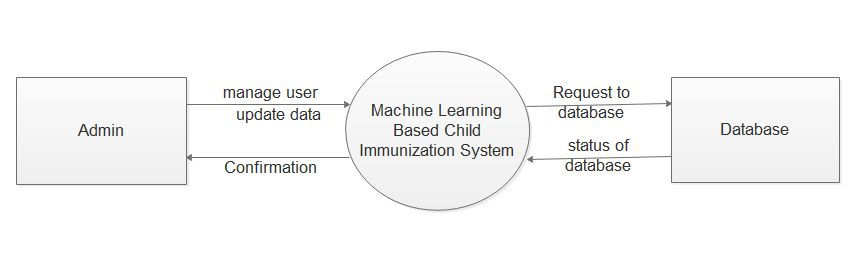 Admin
manage user
update data
Confirmation
Machine Learning
Based Child
Immunization System
Request to
database
status of
database
Database